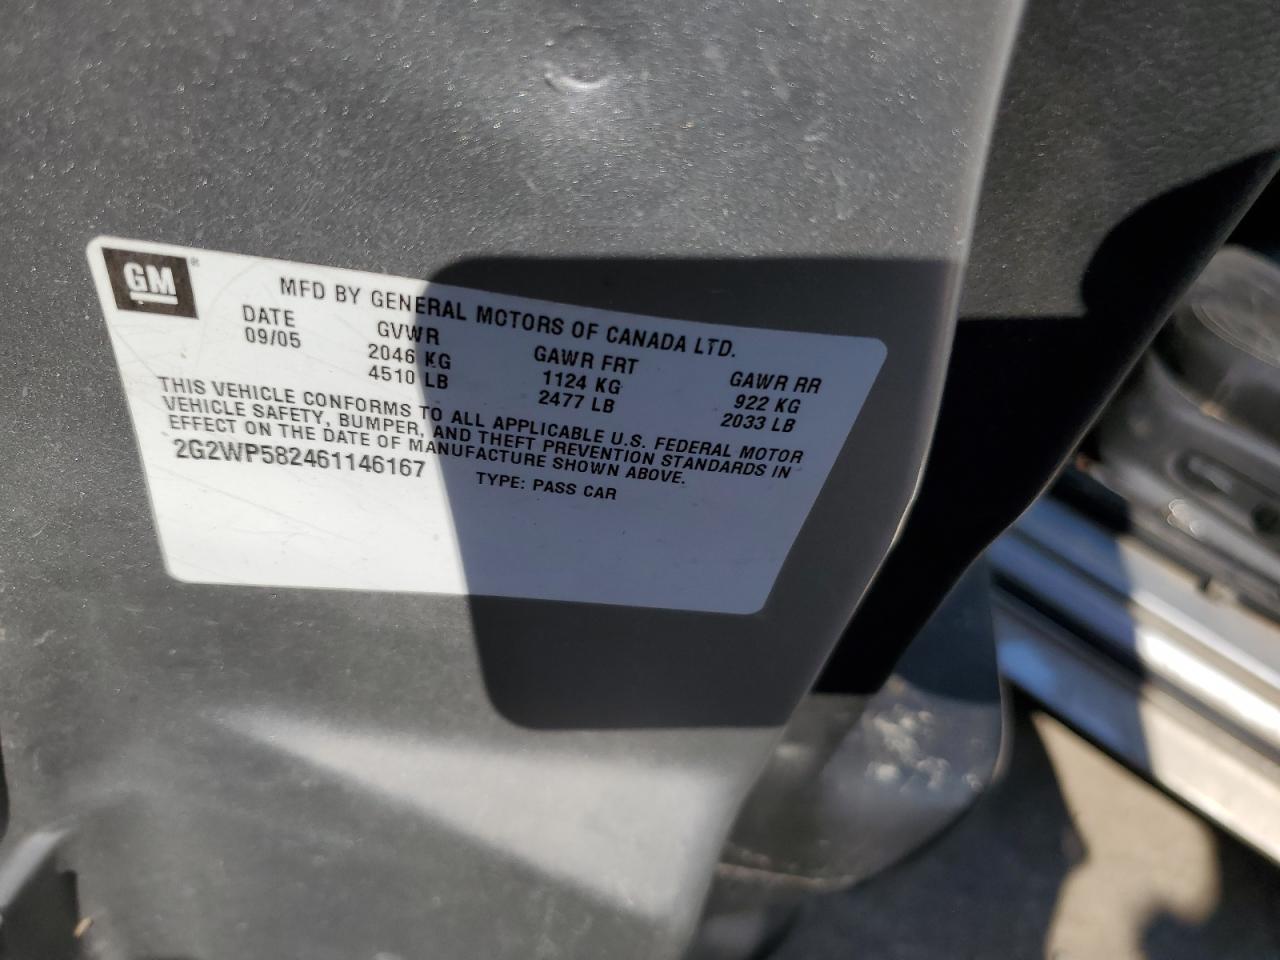 GM
MFD BY GENERAL MOTORS OF CANADA LTD.
DATE GVWR GAWR FRT GAWR RR
09/05 2046 KG 1124 KG 922 KG
4510 LB 2477 LB 2033 LB
THIS VEHICLE CONFORMS TO ALL APPLICABLE U.S. FEDERAL MOTOR
VEHICLE SAFETY, BUMPER, AND THEFT PREVENTION STANDARDS IN
EFFECT ON THE DATE OF MANUFACTURE SHOWN ABOVE.
2G2WP582461146167 TYPE: PASS CAR